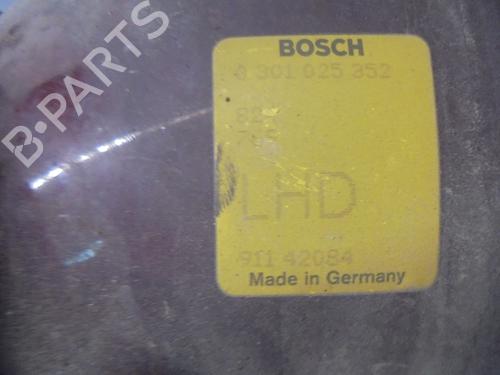 B-PARTS
BOSCH
0 301 025 352
LHD
911 42084
Made in Germany